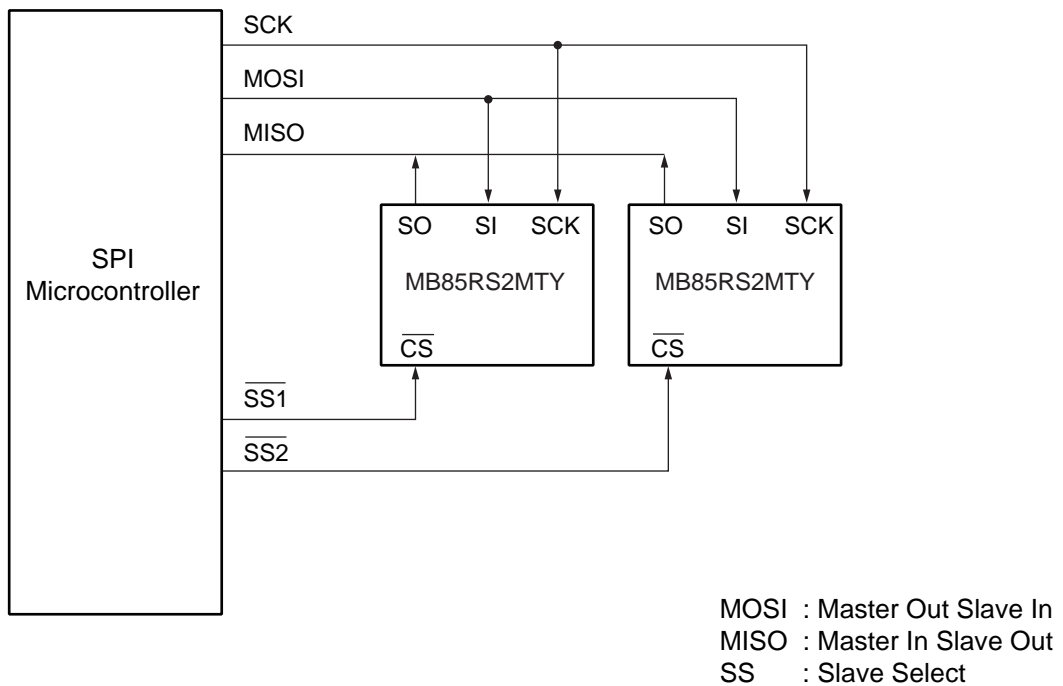 SCK
MOSI
MISO
SO SI SCK
MB85RS2MTY
CS
SO SI SCK
MB85RS2MTY
CS
SPI
Microcontroller
SS1
SS2
MOSI : Master Out Slave In
MISO : Master In Slave Out
SS : Slave Select